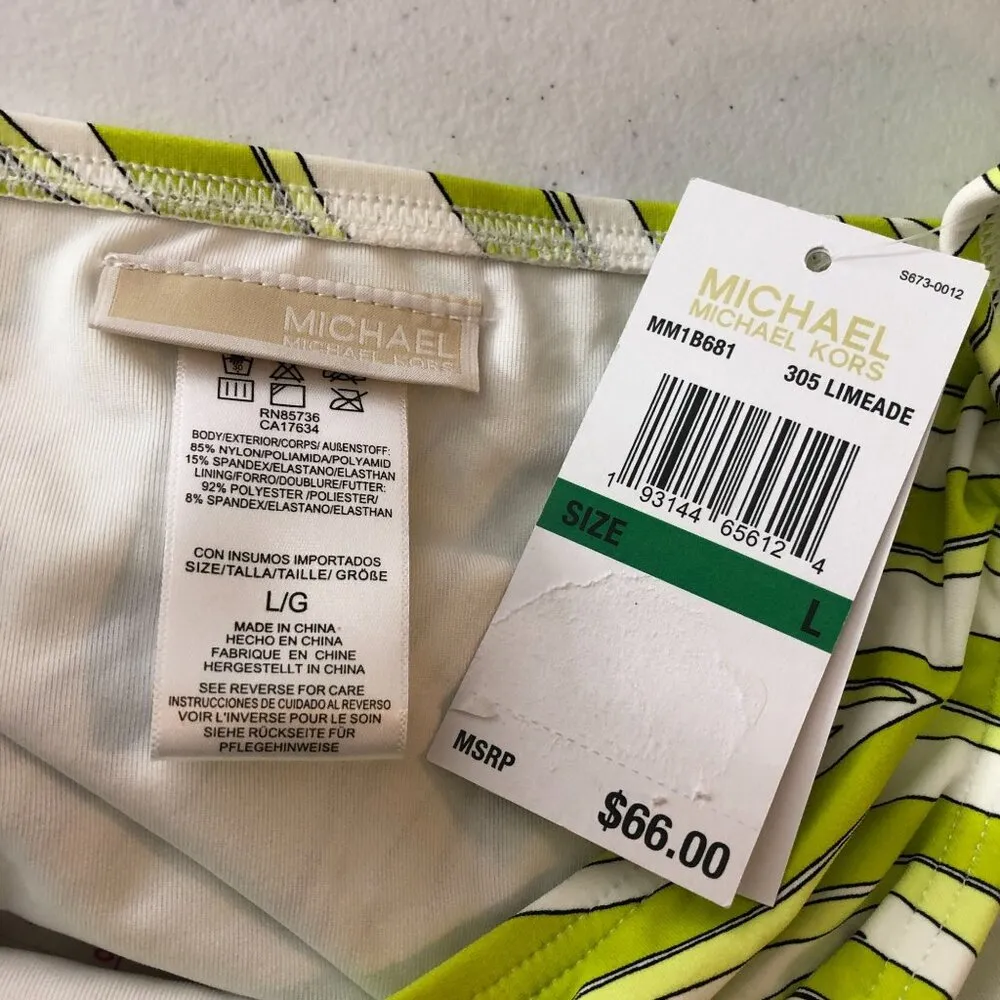 MICHAEL
MICHAEL KORS
RN85736
CA17634
BODY/EXTERIOR/CORPS/ AUßENSTOFF:
85% NYLON/POLIAMIDA/POLYAMID
15% SPANDEX/ELASTANO/ELASTHAN
LINING/FORRO/DOUBLURE/FUTTER:
92% POLYESTER /POLIESTER/
8% SPANDEX/ELASTANO/ELASTHAN
CON INSUMOS IMPORTADOS
SIZE/TALLA/TAILLE/ GRÖßE
L/G
MADE IN CHINA
HECHO EN CHINA
FABRIQUE EN CHINE
HERGESTELLT IN CHINA
SEE REVERSE FOR CARE
INSTRUCCIONES DE CUIDADO AL REVERSO
VOIR L'INVERSE POUR LE SOIN
SIEHE RÜCKSEITE FÜR
PFLEGEHINWEISE
S673-0012
MICHAEL
MICHAEL KORS
MM1B681
305 LIMEADE
1 93144 65612 4
SIZE L
MSRP
$66.00